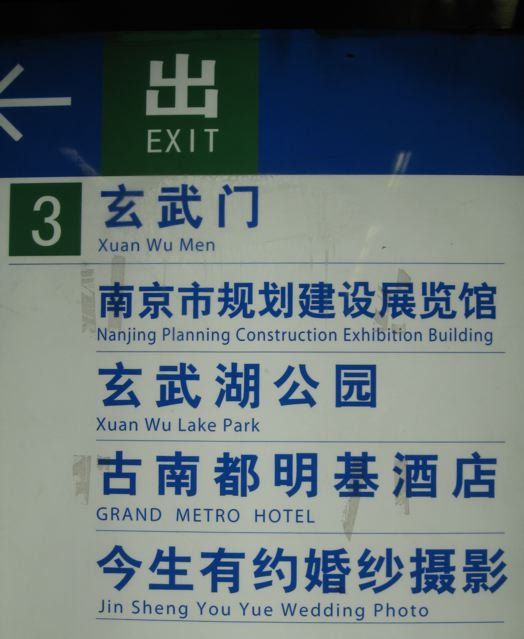 出
EXIT
3 玄武门
Xuan Wu Men
南京市规划建设展览馆
Nanjing Planning Construction Exhibition Building
玄武湖公园
Xuan Wu Lake Park
古南都明基酒店
GRAND METRO HOTEL
今生有约婚纱摄影
Jin Sheng You Yue Wedding Photo